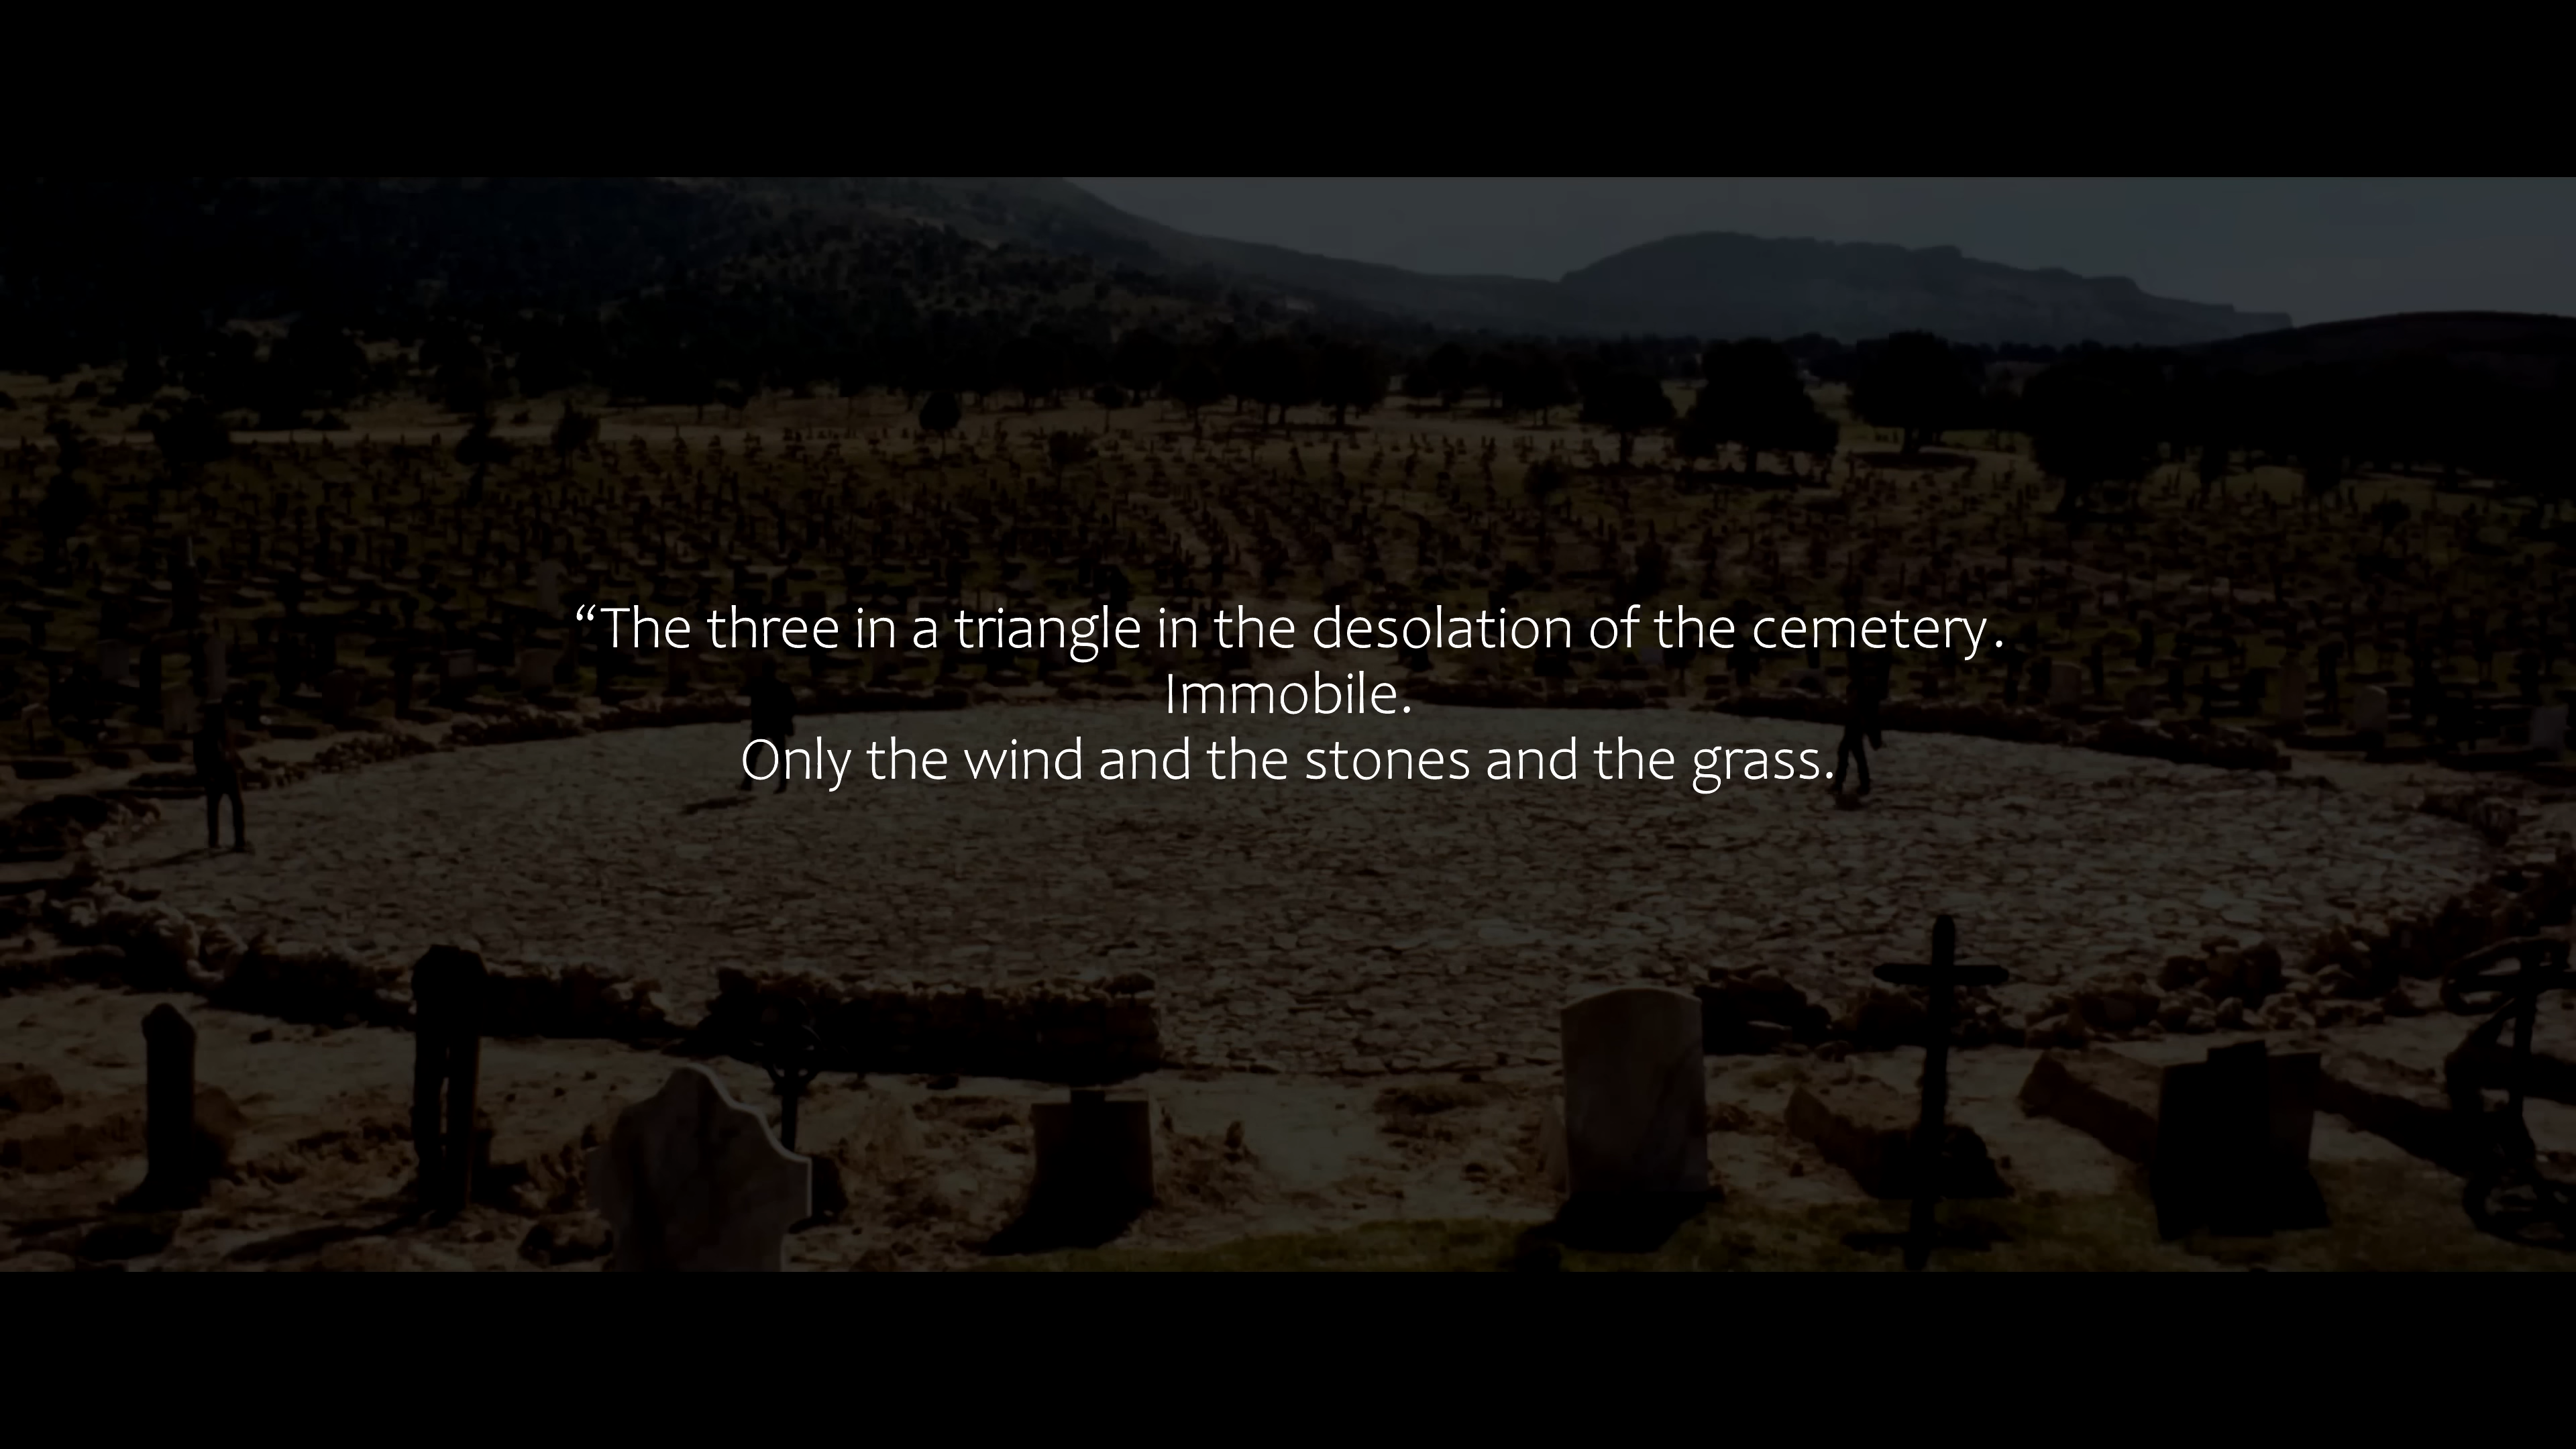 “The three in a triangle in the desolation of the cemetery.
Immobile.
Only the wind and the stones and the grass.